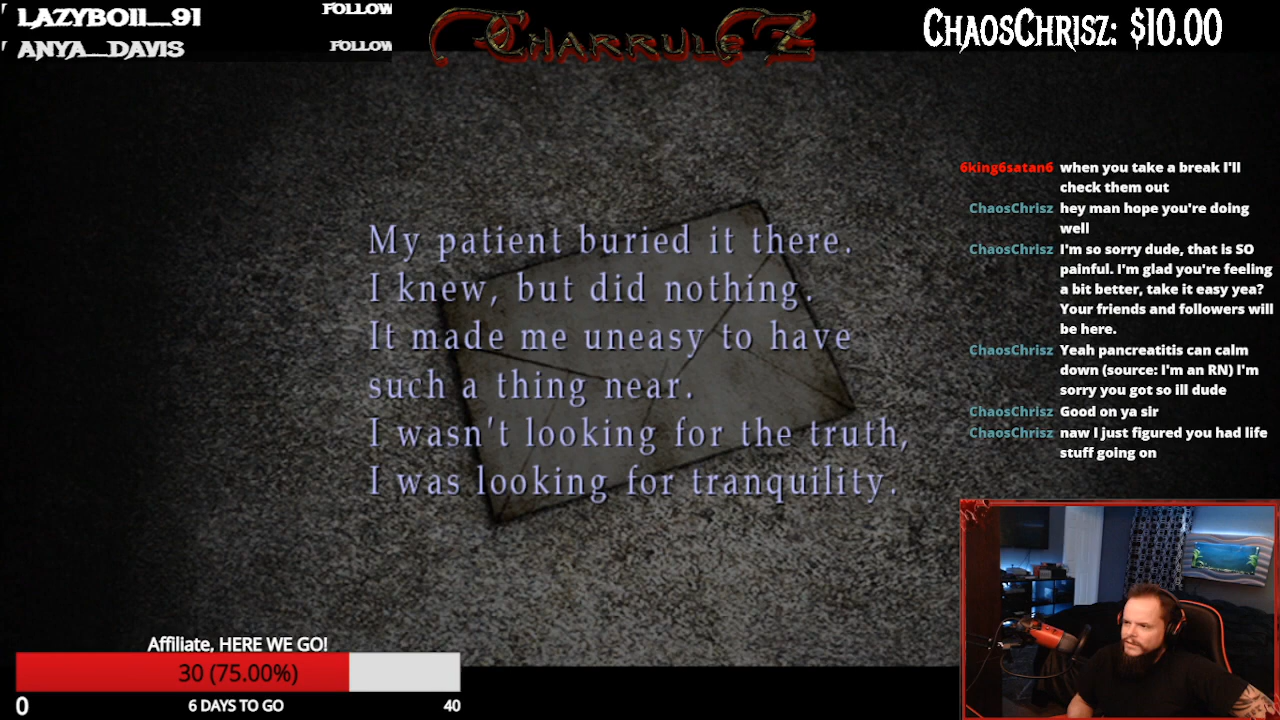 LAZYBOII_91 FOLLOW
ANYA_DAVIS FOLLOW
CHARRULEZ
CHAOSCHRISZ: $10.00
My patient buried it there.
I knew, but did nothing.
It made me uneasy to have
such a thing near.
I wasn't looking for the truth,
I was looking for tranquility.
6king6satan6 when you take a break I'll
check them out
ChaosChrisz hey man hope you're doing
well
ChaosChrisz I'm so sorry dude, that is SO
painful. I'm glad you're feeling
a bit better, take it easy yea?
Your friends and followers will
be here.
ChaosChrisz Yeah pancreatitis can calm
down (source: I'm an RN) I'm
sorry you got so ill dude
ChaosChrisz Good on ya sir
ChaosChrisz naw I just figured you had life
stuff going on
Affiliate, HERE WE GO!
30 (75.00%)
0 6 DAYS TO GO 40